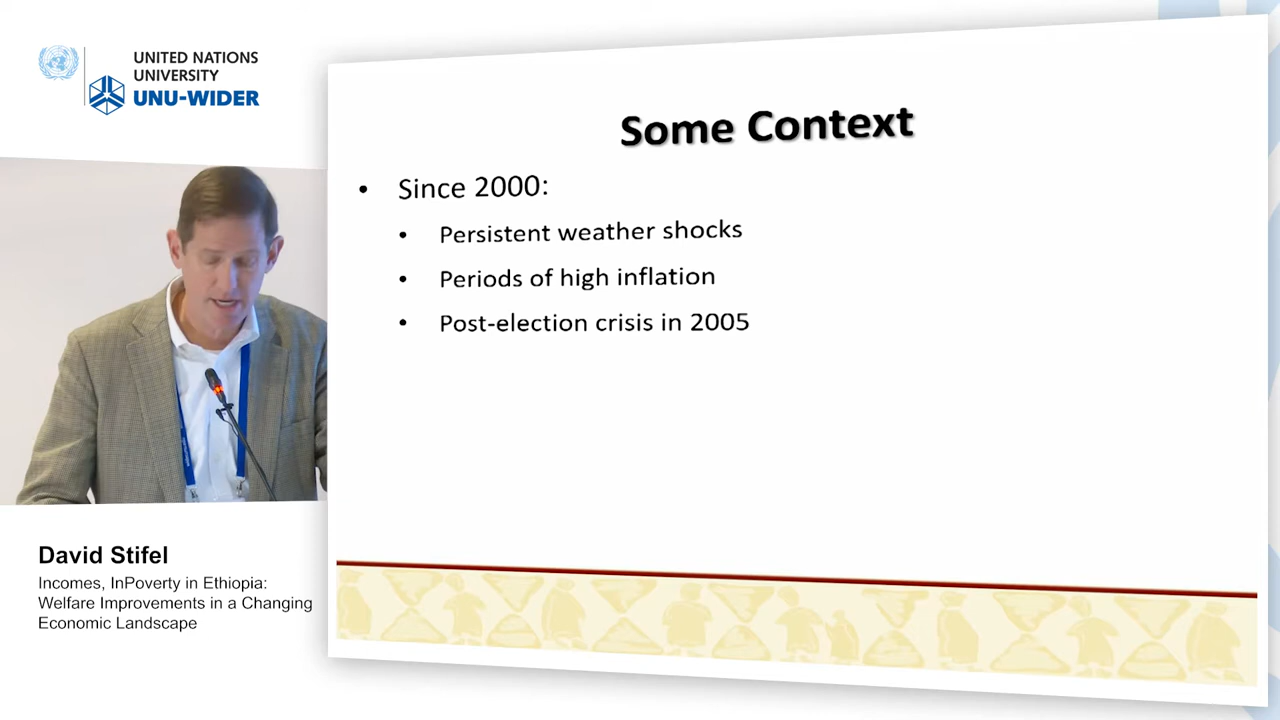 UNITED NATIONS
UNIVERSITY
UNU-WIDER
Some Context
• Since 2000:
• Persistent weather shocks
• Periods of high inflation
• Post-election crisis in 2005
David Stifel
Incomes, InPoverty in Ethiopia:
Welfare Improvements in a Changing
Economic Landscape